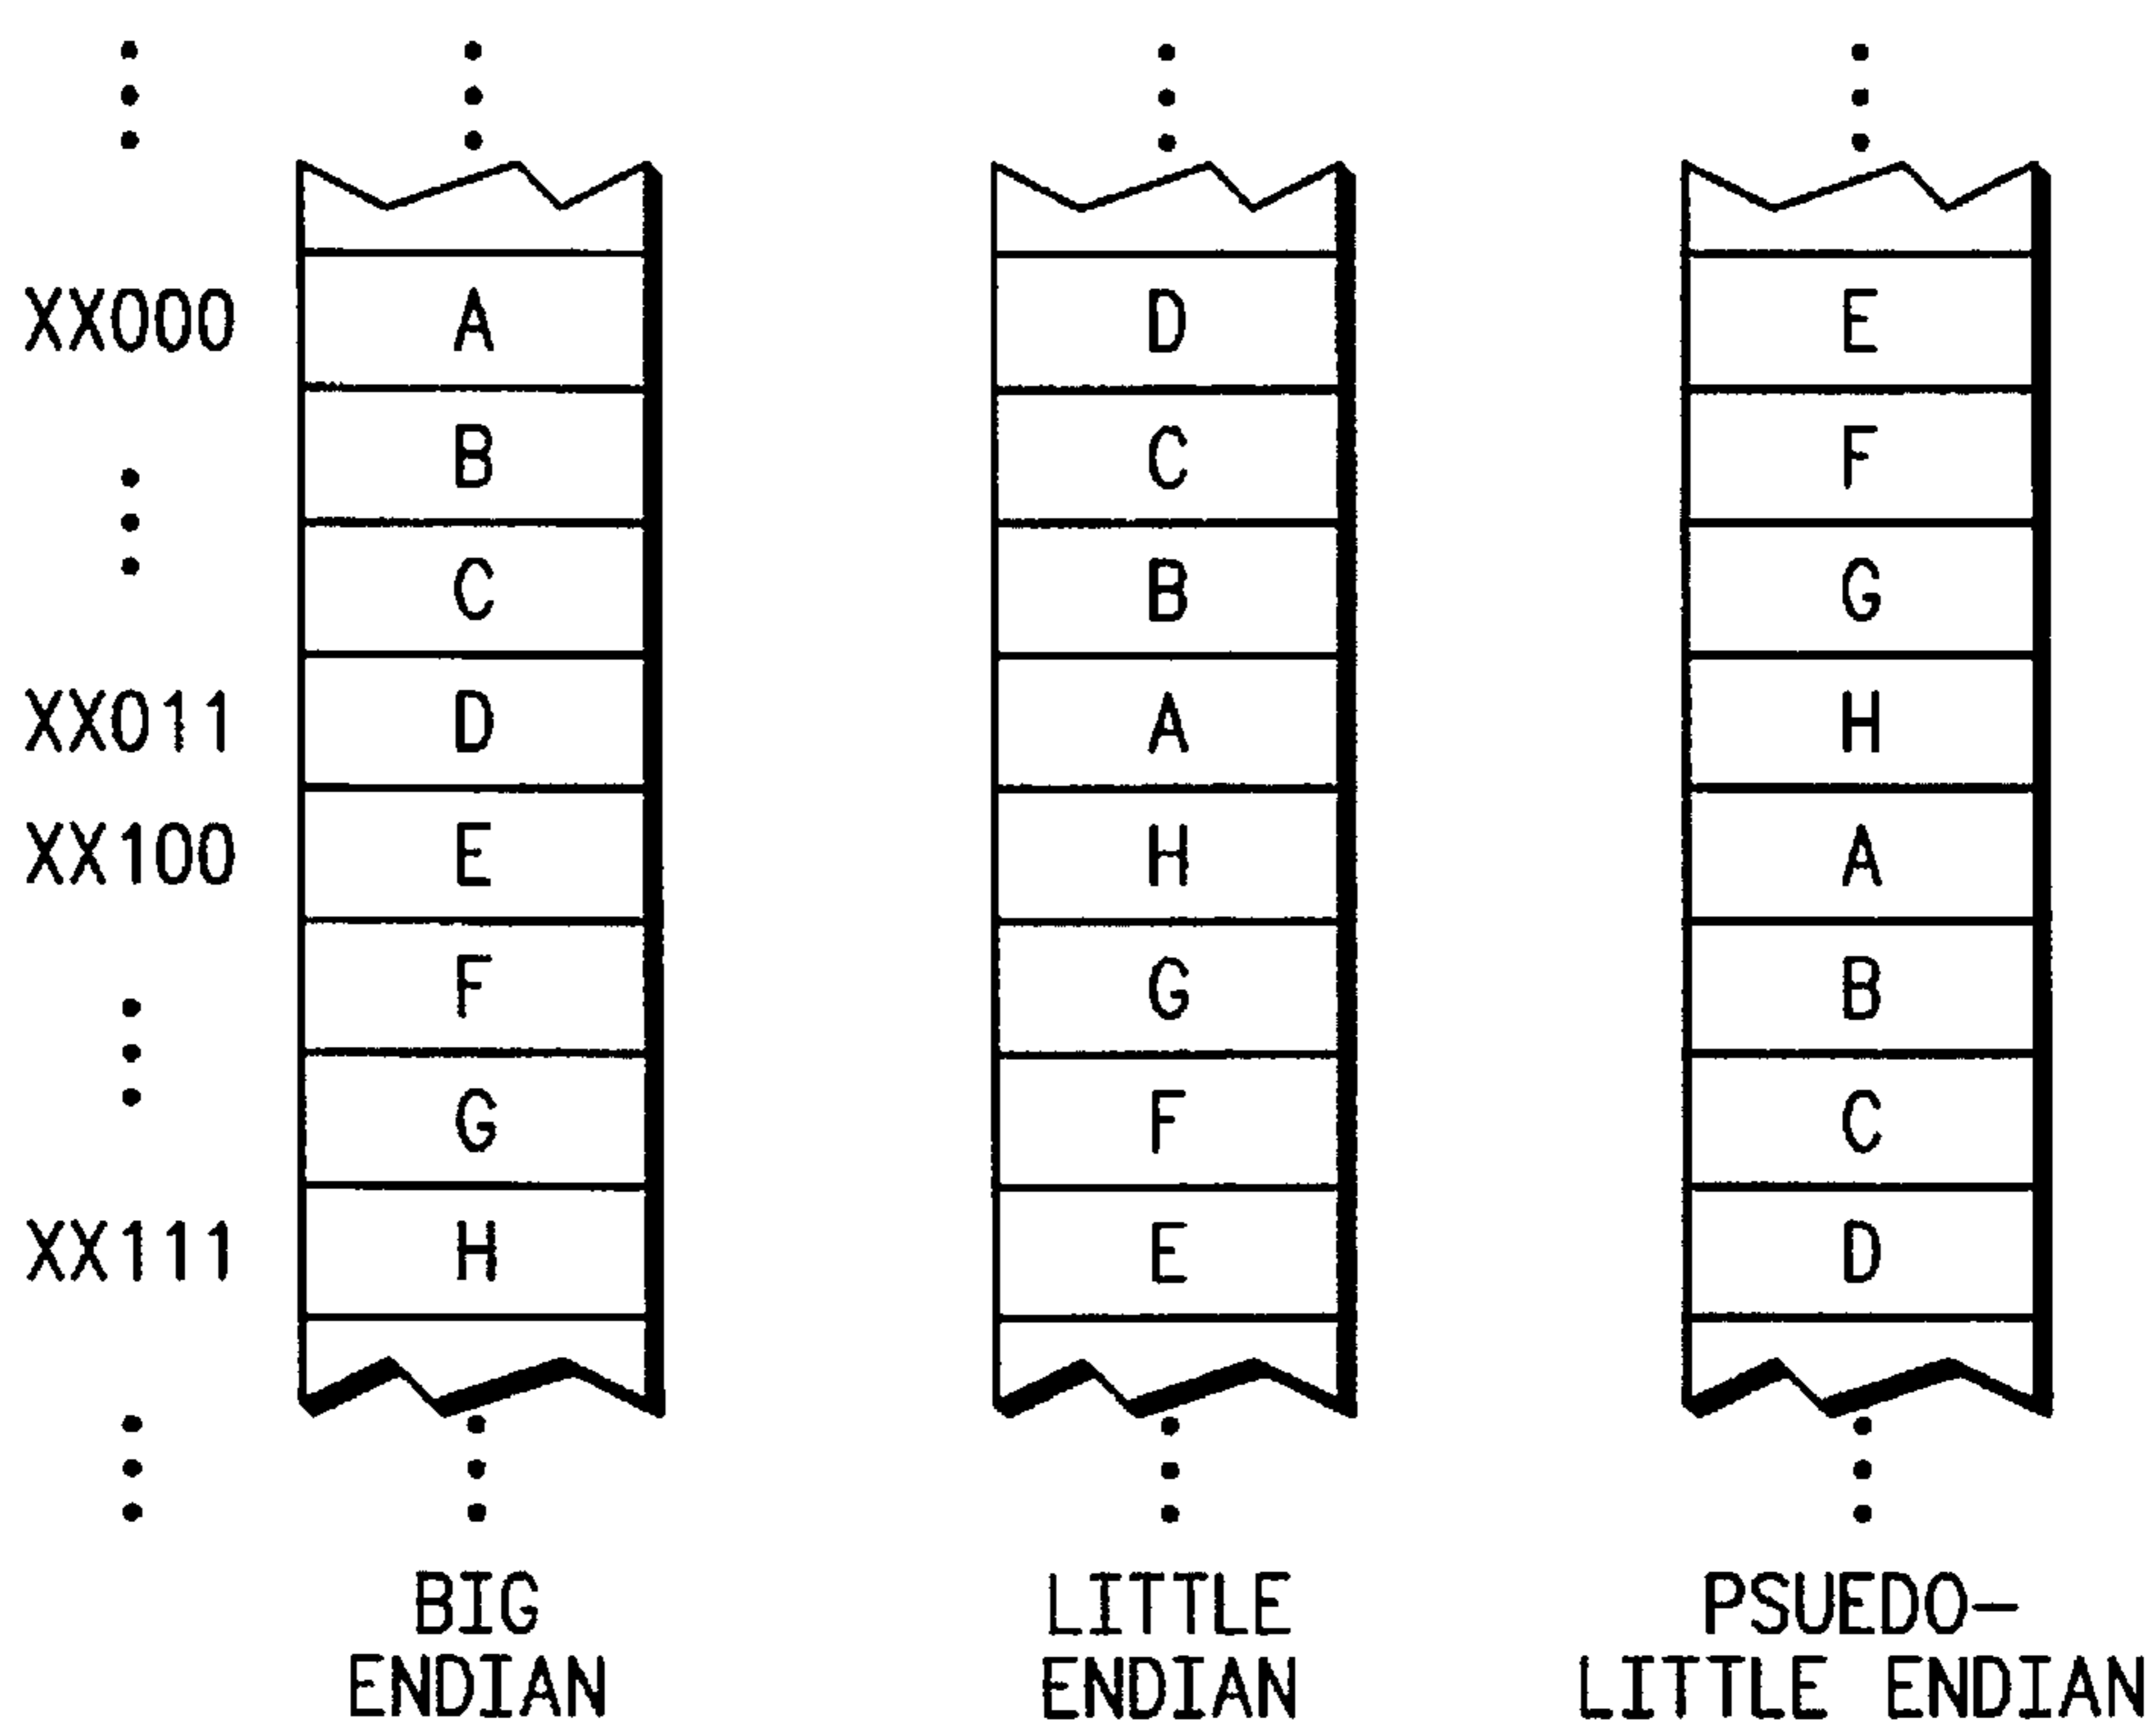 XX000 A D E
B C F
C B G
XX011 D A H
XX100 E H A
F G B
G F C
XX111 H E D
BIG ENDIAN
LITTLE ENDIAN
PSUEDO-
LITTLE ENDIAN